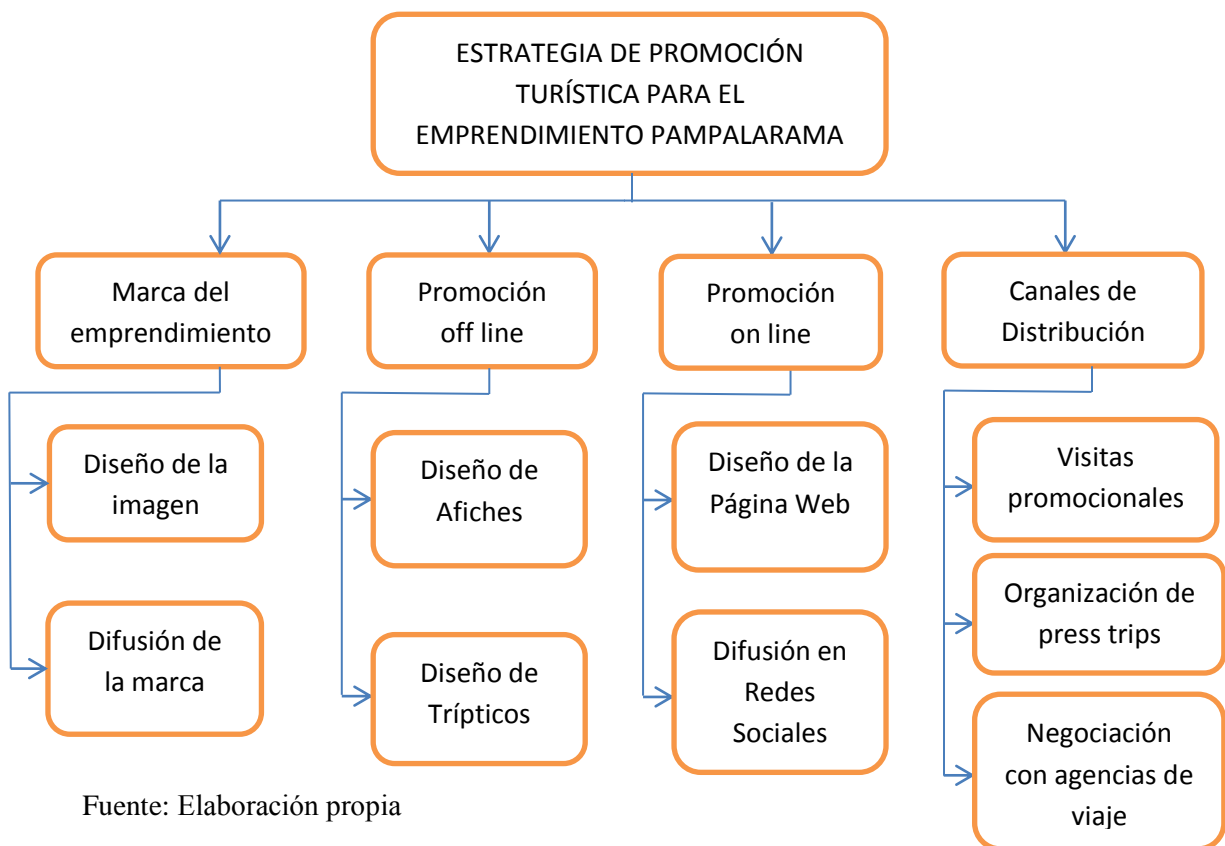 ESTRATEGIA DE PROMOCIÓN
TURÍSTICA PARA EL
EMPRENDIMIENTO PAMPALARAMA
Marca del
emprendimiento
Diseño de la
imagen
Difusión de
la marca
Promoción
off line
Diseño de
Afiches
Diseño de
Trípticos
Promoción
on line
Diseño de la
Página Web
Difusión en
Redes
Sociales
Canales de
Distribución
Visitas
promocionales
Organización de
press trips
Negociación
con agencias de
viaje
Fuente: Elaboración propia